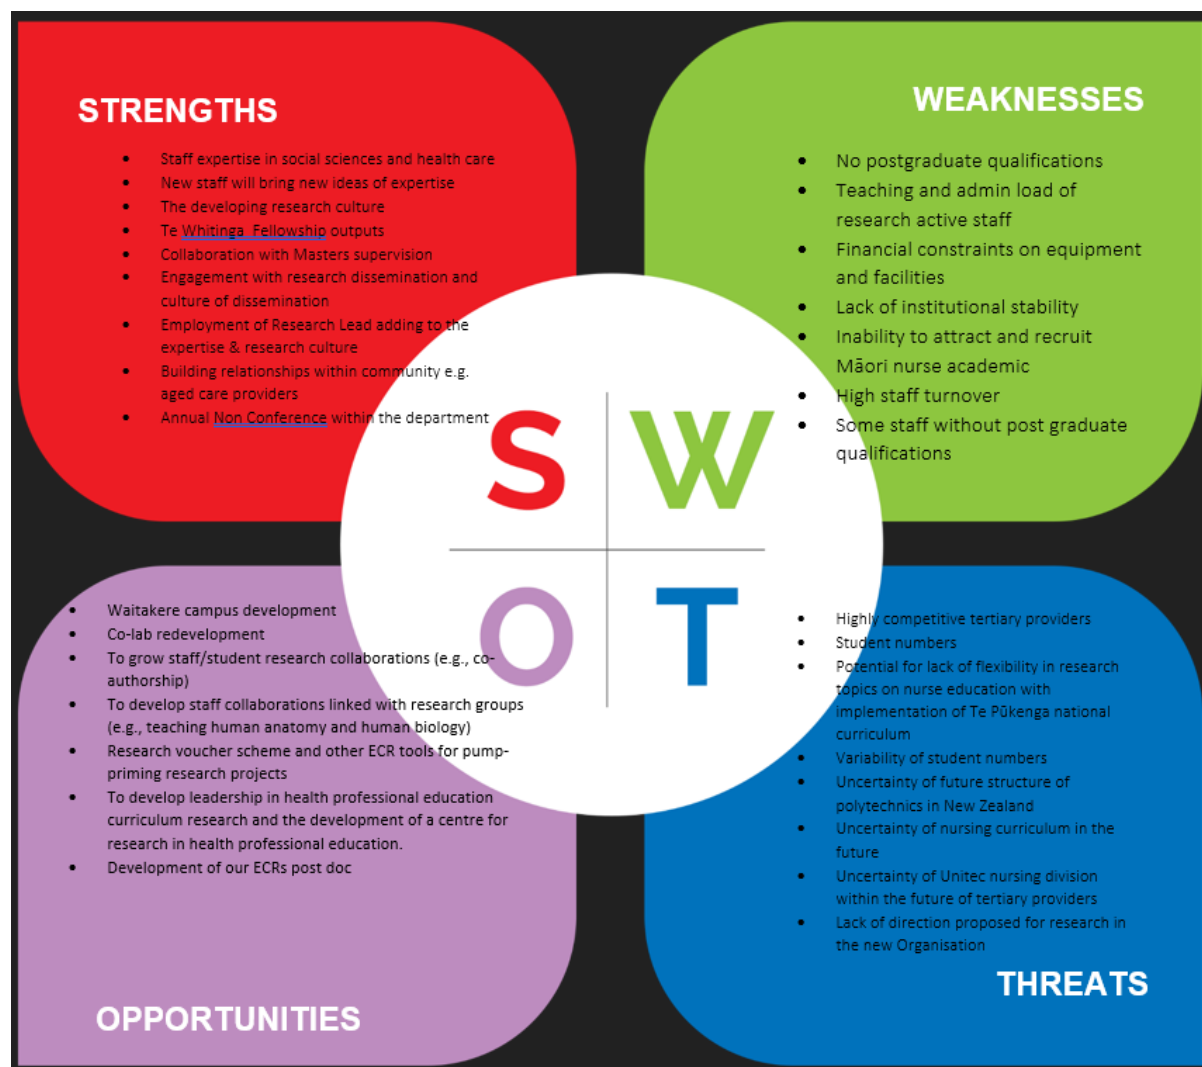 STRENGTHS
• Staff expertise in social sciences and health care
• New staff will bring new ideas of expertise
• The developing research culture
• Te Whitinga Fellowship outputs
• Collaboration with Masters supervision
• Engagement with research dissemination and
culture of dissemination
• Employment of Research Lead adding to the
expertise & research culture
• Building relationships within community e.g.
aged care providers
• Annual Non Conference within the department
WEAKNESSES
• No postgraduate qualifications
• Teaching and admin load of
research active staff
• Financial constraints on equipment
and facilities
• Lack of institutional stability
• Inability to attract and recruit
Māori nurse academic
• High staff turnover
• Some staff without post graduate
qualifications
S W
O T
• Waitakere campus development
• Co-lab redevelopment
• To grow staff/student research collaborations (e.g., co-
authorship)
• To develop staff collaborations linked with research groups
(e.g., teaching human anatomy and human biology)
• Research voucher scheme and other ECR tools for pump-
priming research projects
• To develop leadership in health professional education
curriculum research and the development of a centre for
research in health professional education.
• Development of our ECRs post doc
OPPORTUNITIES
• Highly competitive tertiary providers
• Student numbers
• Potential for lack of flexibility in research
topics on nurse education with
implementation of Te Pūkenga national
curriculum
• Variability of student numbers
• Uncertainty of future structure of
polytechnics in New Zealand
• Uncertainty of nursing curriculum in the
future
• Uncertainty of Unitec nursing division
within the future of tertiary providers
• Lack of direction proposed for research in
the new Organisation
THREATS